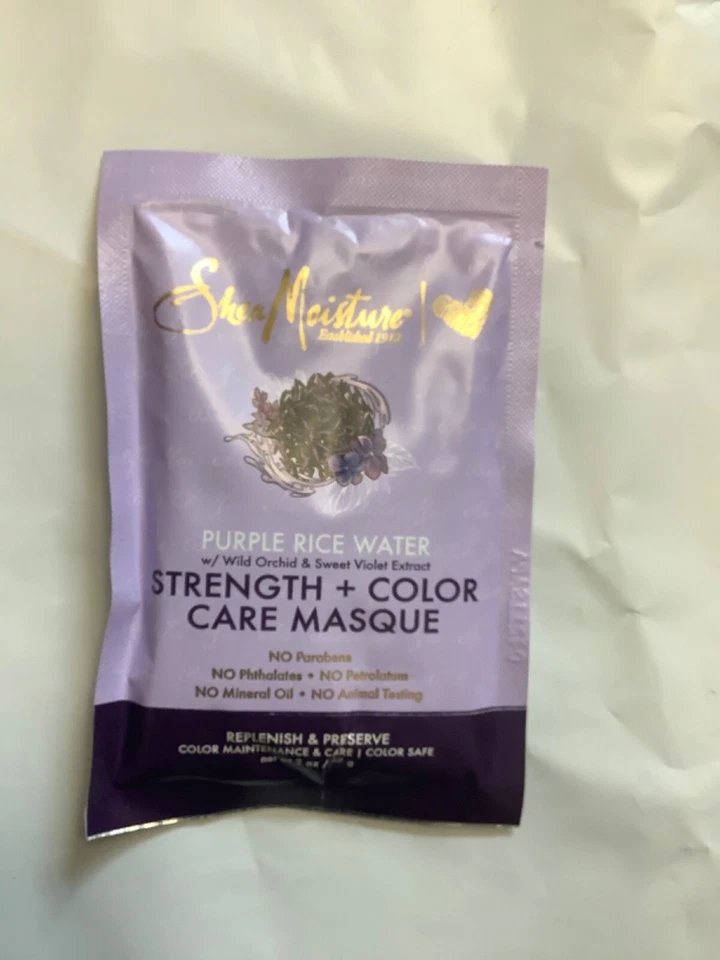 SheaMoisture
Established 1912
PURPLE RICE WATER
w/ Wild Orchid & Sweet Violet Extract
STRENGTH + COLOR
CARE MASQUE
NO Parabens
NO Phthalates • NO Petrolatum
NO Mineral Oil • NO Animal Testing
REPLENISH & PRESERVE
COLOR MAINTENANCE & CARE | COLOR SAFE
oz